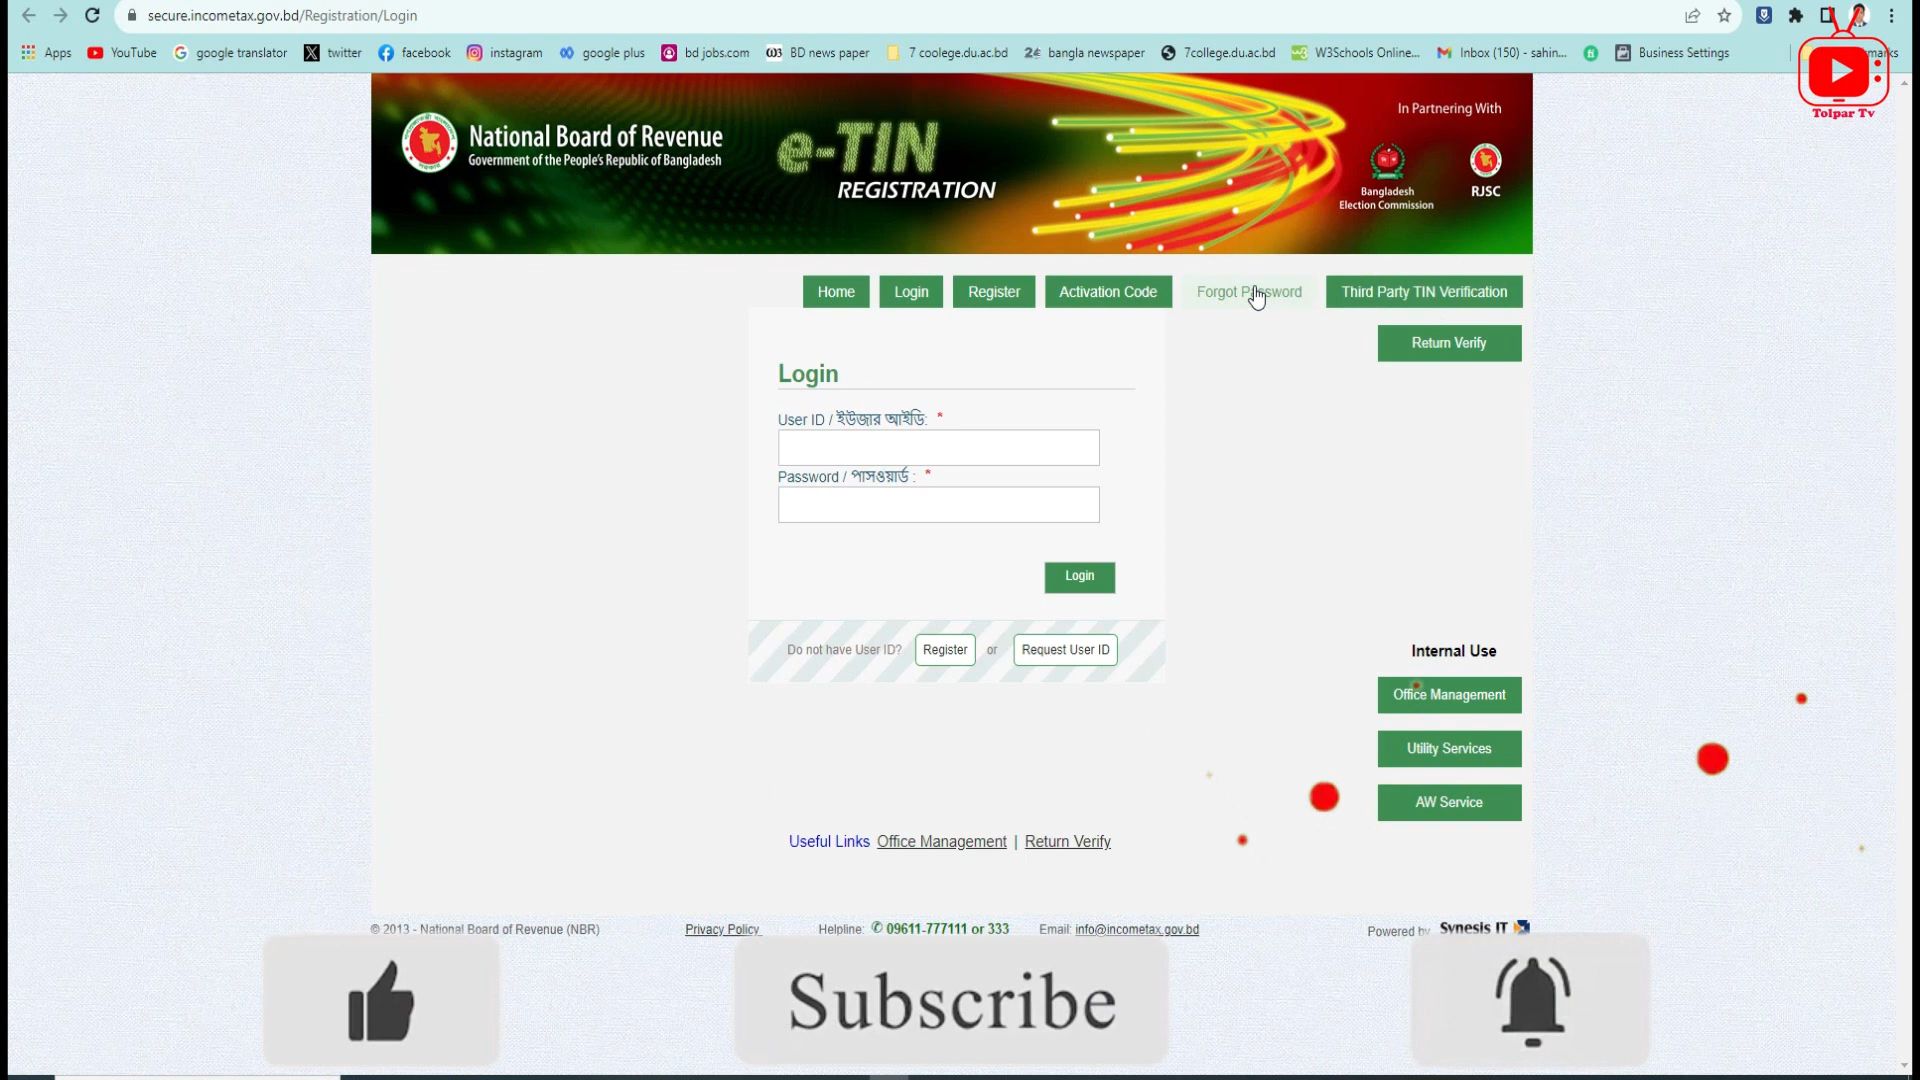 secure.incometax.gov.bd/Registration/Login
Apps YouTube google translator twitter facebook instagram google plus bd jobs.com BD news paper 7 coolege.du.ac.bd bangla newspaper 7college.du.ac.bd W3Schools Online... Inbox (150) - sahin... Business Settings
Tolpar Tv
National Board of Revenue
Government of the People's Republic of Bangladesh
e-TIN
REGISTRATION
In Partnering With
Bangladesh
Election Commission
RJSC
Home Login Register Activation Code Forgot Password Third Party TIN Verification
Return Verify
Login
User ID / ইউজার আইডি: *
Password / পাসওয়ার্ড : *
Login
Do not have User ID? Register or Request User ID
Internal Use
Office Management
Utility Services
AW Service
Useful Links Office Management | Return Verify
© 2013 - National Board of Revenue (NBR) Privacy Policy Helpline: ✆ 09611-777111 or 333 Email: info@incometax.gov.bd Powered by Synesis IT
Subscribe